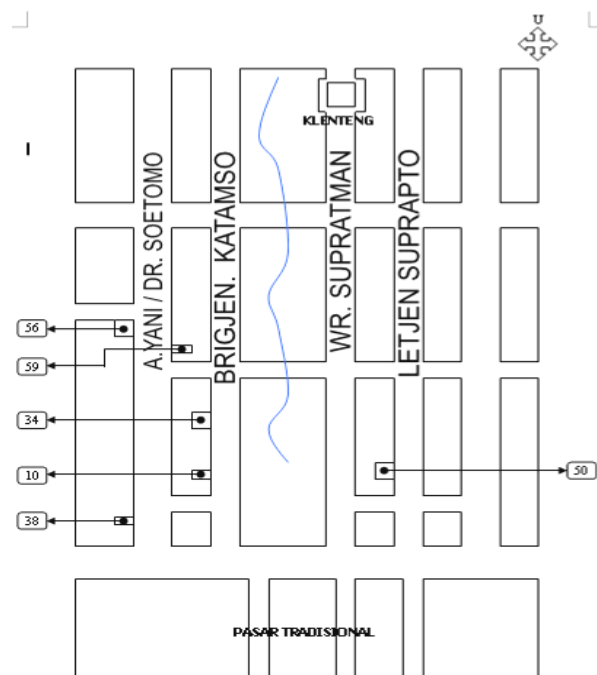 U
KLENTENG
A.YANI / DR. SOETOMO
BRIGJEN. KATAMSO
WR. SUPRATMAN
LETJEN SUPRAPTO
56
59
34
10
50
38
PASAR TRADISIONAL